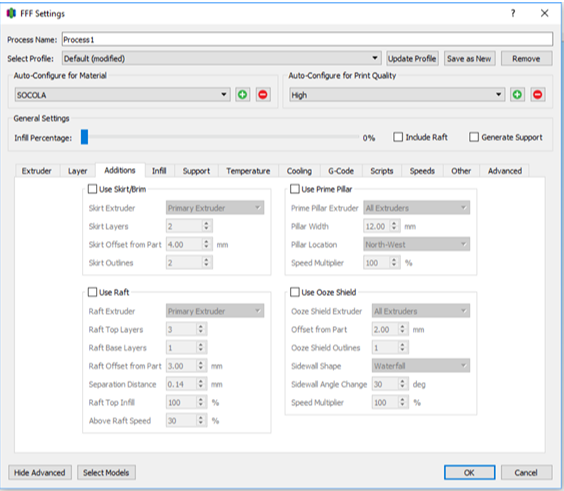 FFF Settings
Process Name: Process1
Select Profile: Default (modified) Update Profile Save as New Remove
Auto-Configure for Material Auto-Configure for Print Quality
SOCOLA High
General Settings
Infill Percentage: 0% Include Raft Generate Support
Extruder Layer Additions Infill Support Temperature Cooling G-Code Scripts Speeds Other Advanced
Use Skirt/Brim
Skirt Extruder Primary Extruder
Skirt Layers 2
Skirt Offset from Part 4.00 mm
Skirt Outlines 2
Use Prime Pillar
Prime Pillar Extruder All Extruders
Pillar Width 12.00 mm
Pillar Location North-West
Speed Multiplier 100 %
Use Raft
Raft Extruder Primary Extruder
Raft Top Layers 3
Raft Base Layers 1
Raft Offset from Part 3.00 mm
Separation Distance 0.14 mm
Raft Top Infill 100 %
Above Raft Speed 30 %
Use Ooze Shield
Ooze Shield Extruder All Extruders
Offset from Part 2.00 mm
Ooze Shield Outlines 1
Sidewall Shape Waterfall
Sidewall Angle Change 30 deg
Speed Multiplier 100 %
Hide Advanced Select Models OK Cancel